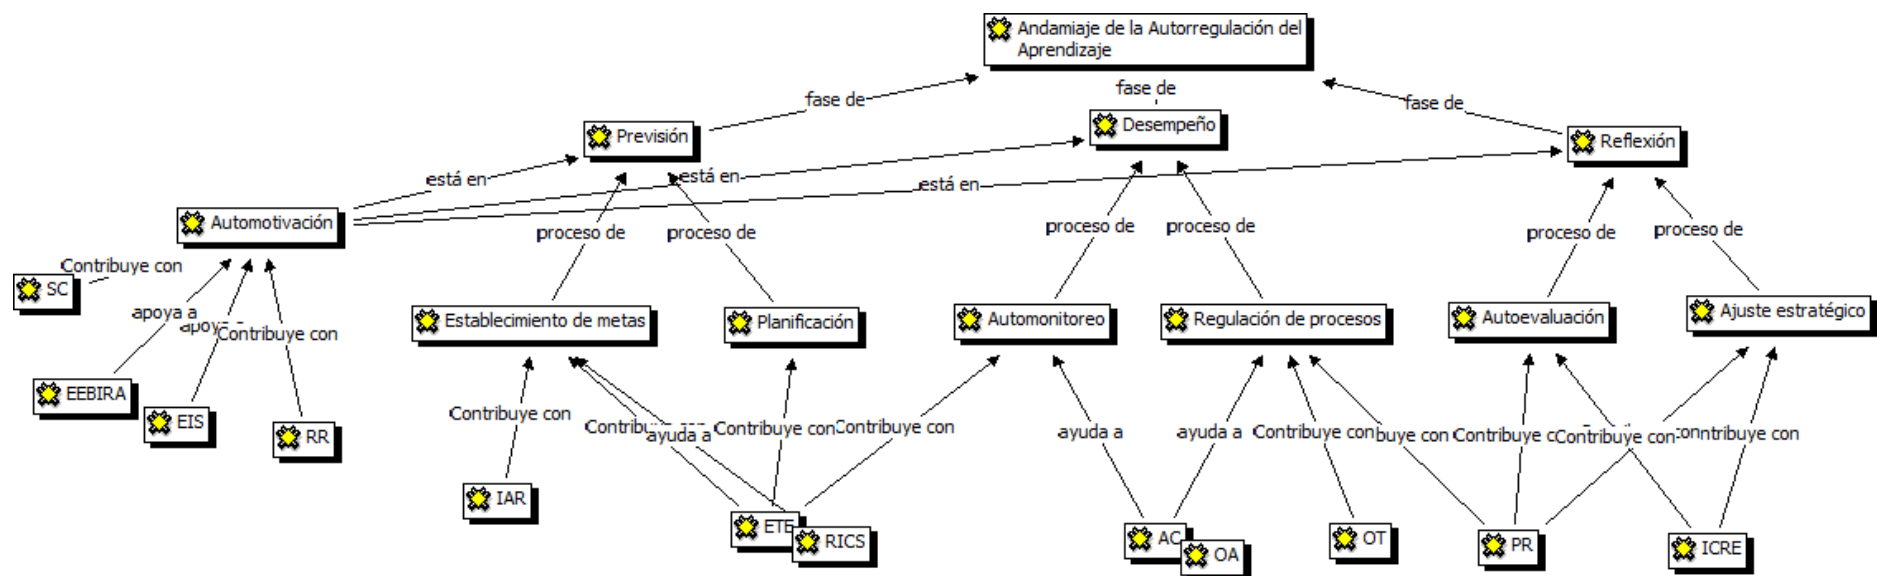 Andamiaje de la Autorregulación del
Aprendizaje
fase de
fase de
fase de
Previsión
Desempeño
Reflexión
está en
está en
está en
Automotivación
proceso de
proceso de
proceso de
proceso de
proceso de
proceso de
Contribuye con
SC
apoya a
Contribuye con
Establecimiento de metas
Planificación
Automonitoreo
Regulación de procesos
Autoevaluación
Ajuste estratégico
EEBIRA
EIS
RR
Contribuye con
ayuda a
Contribuye con
Contribuye con
ayuda a
ayuda a
Contribuye con
Contribuye con
IAR
ETE
RICS
AC
OA
OT
PR
ICRE